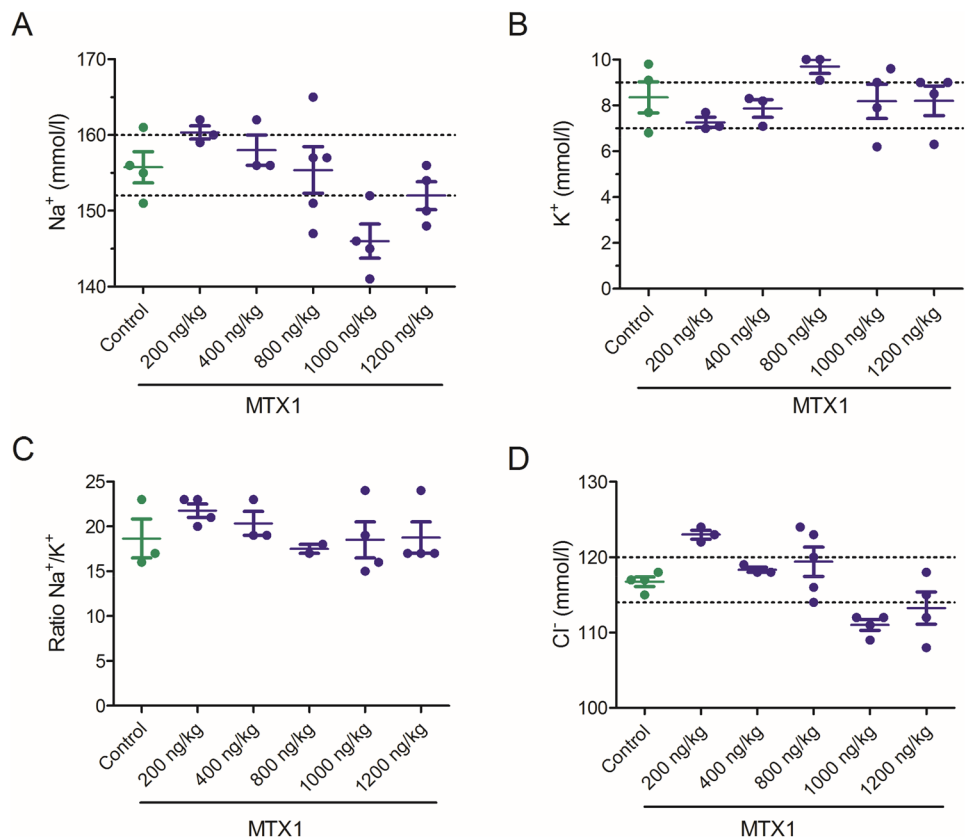 A
Na+ (mmol/l)
170
160
150
140
Control
200 ng/kg
400 ng/kg
800 ng/kg
1000 ng/kg
1200 ng/kg
MTX1
B
K+ (mmol/l)
10
8
6
4
2
0
Control
200 ng/kg
400 ng/kg
800 ng/kg
1000 ng/kg
1200 ng/kg
MTX1
C
Ratio Na+/K+
25
20
15
10
5
0
Control
200 ng/kg
400 ng/kg
800 ng/kg
1000 ng/kg
1200 ng/kg
MTX1
D
Cl- (mmol/l)
130
120
110
100
Control
200 ng/kg
400 ng/kg
800 ng/kg
1000 ng/kg
1200 ng/kg
MTX1